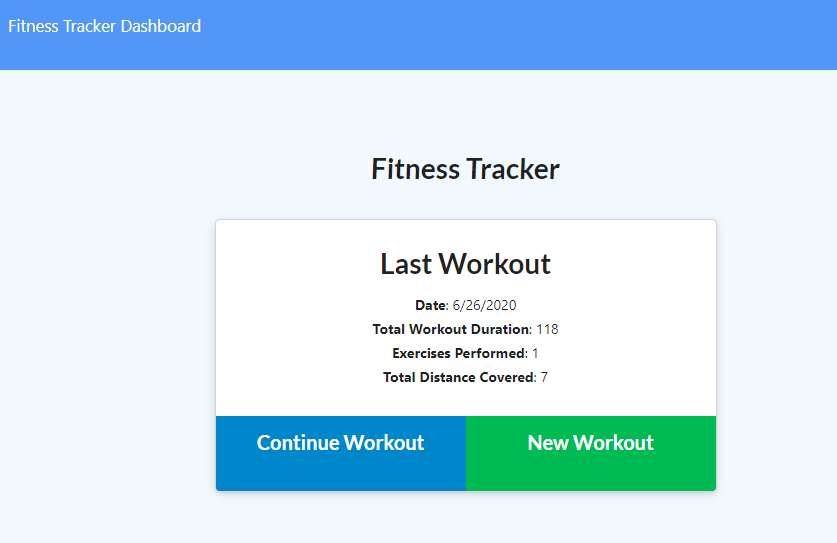 Fitness Tracker Dashboard
Fitness Tracker
Last Workout
Date: 6/26/2020
Total Workout Duration: 118
Exercises Performed: 1
Total Distance Covered: 7
Continue Workout
New Workout